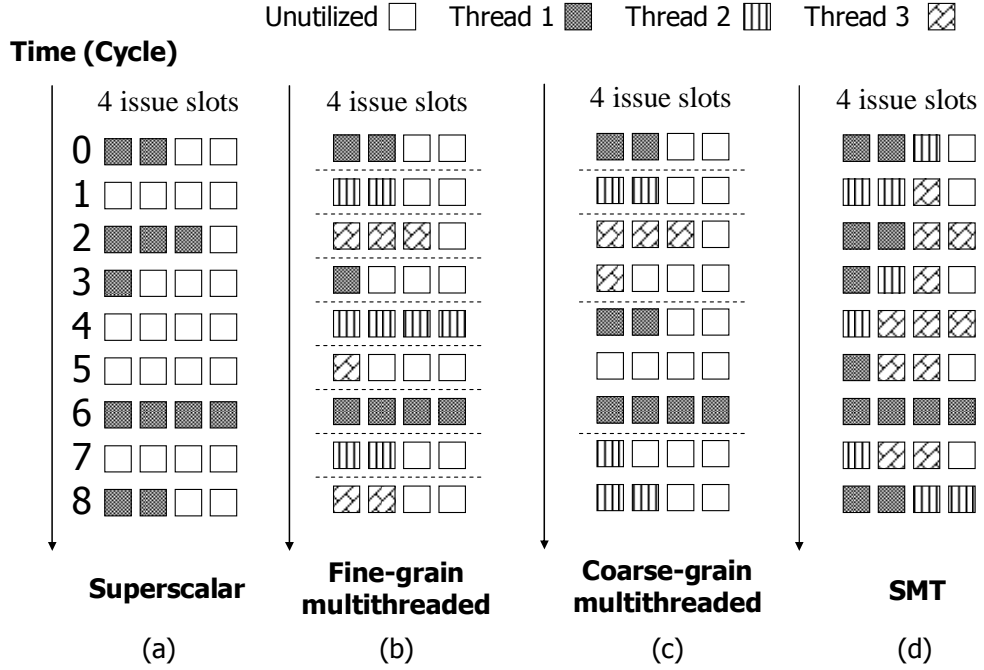 Unutilized Thread 1 Thread 2 Thread 3
Time (Cycle)
4 issue slots 4 issue slots 4 issue slots 4 issue slots
0
1
2
3
4
5
6
7
8
Superscalar
Fine-grain
multithreaded
Coarse-grain
multithreaded
SMT
(a) (b) (c) (d)